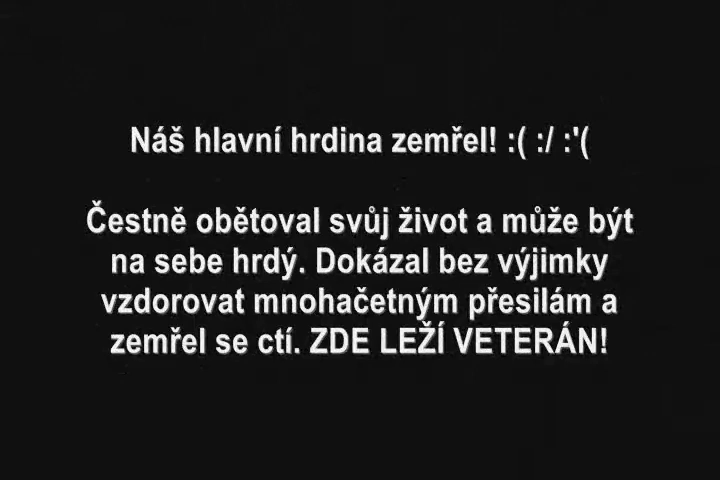 Náš hlavní hrdina zemřel! :( :/ :'(
Čestně obětoval svůj život a může být
na sebe hrdý. Dokázal bez výjimky
vzdorovat mnohačetným přesilám a
zemřel se ctí. ZDE LEŽÍ VETERÁN!